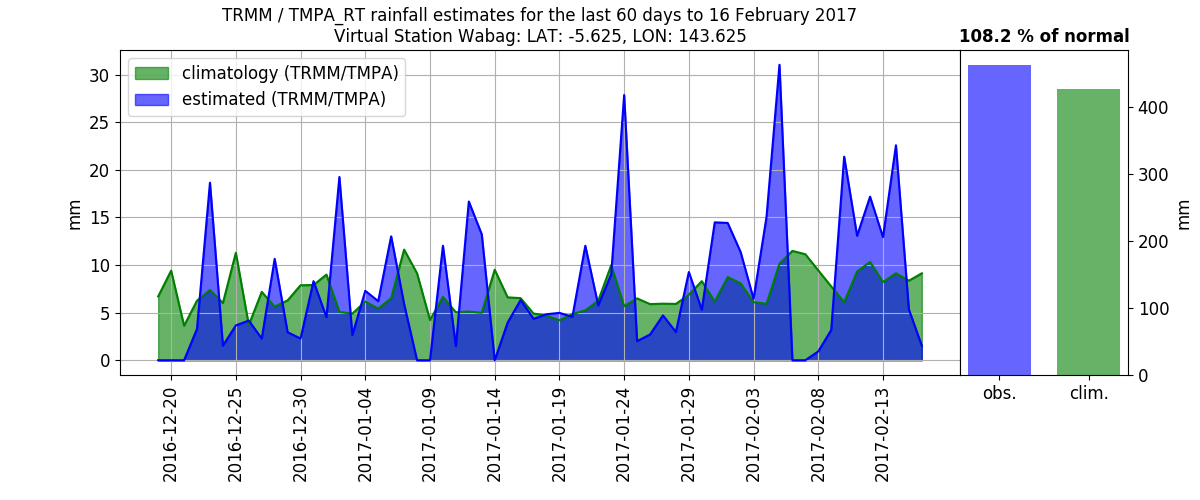 TRMM / TMPA_RT rainfall estimates for the last 60 days to 16 February 2017
Virtual Station Wabag: LAT: -5.625, LON: 143.625
108.2 % of normal
climatology (TRMM/TMPA)
estimated (TRMM/TMPA)
mm
30
25
20
15
10
5
0
2016-12-20
2016-12-25
2016-12-30
2017-01-04
2017-01-09
2017-01-14
2017-01-19
2017-01-24
2017-01-29
2017-02-03
2017-02-08
2017-02-13
400
300
200
100
0
mm
obs.
clim.